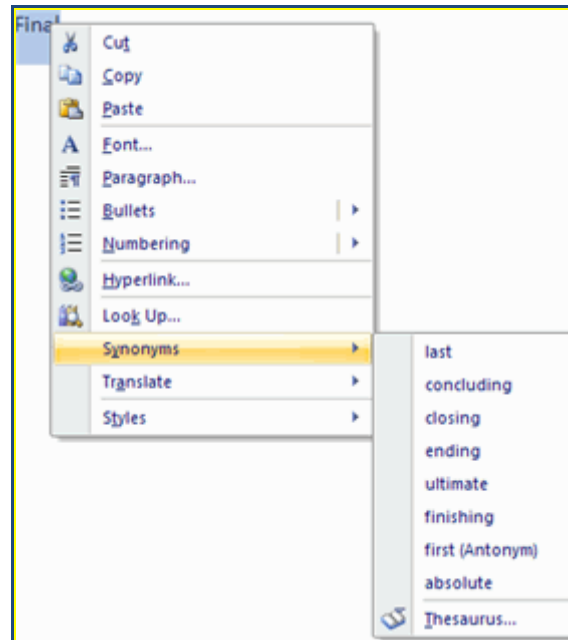 Final
Cut
Copy
Paste
Font...
Paragraph...
Bullets
Numbering
Hyperlink...
Look Up...
Synonyms
Translate
Styles
last
concluding
closing
ending
ultimate
finishing
first (Antonym)
absolute
Thesaurus...